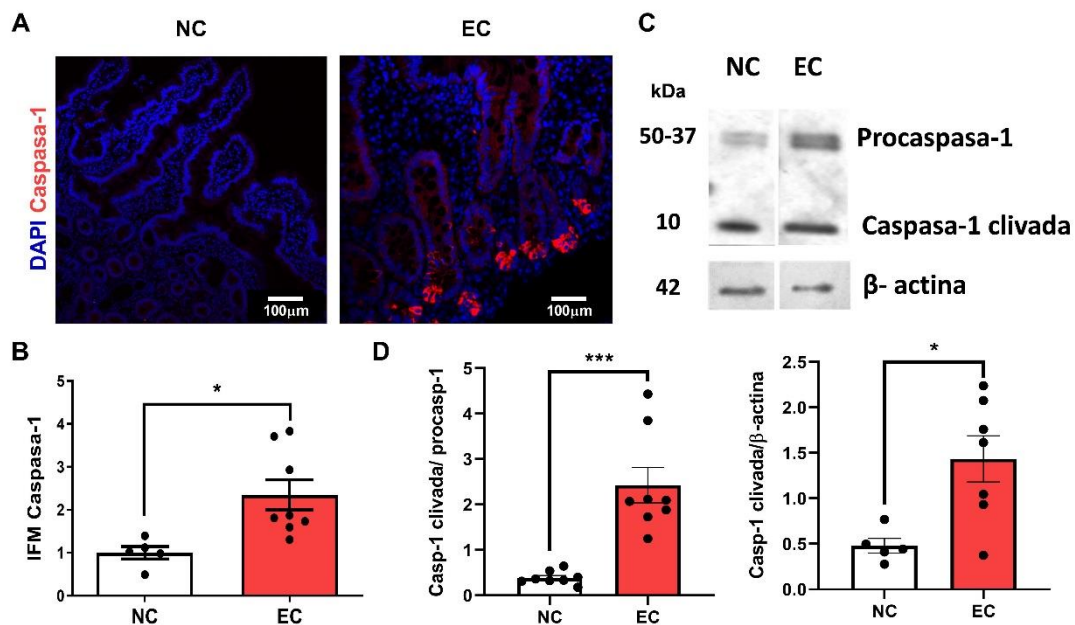 A
NC
EC
DAPI Caspasa-1
100μm
100μm
C
NC
EC
kDa
50-37
Procaspasa-1
10
Caspasa-1 clivada
42
β- actina
B
IFM Caspasa-1
5
4
3
2
1
0
*
NC
EC
D
Casp-1 clivada/ procasp-1
5
4
3
2
1
0
***
NC
EC
Casp-1 clivada/β-actina
2.5
2.0
1.5
1.0
0.5
0.0
*
NC
EC